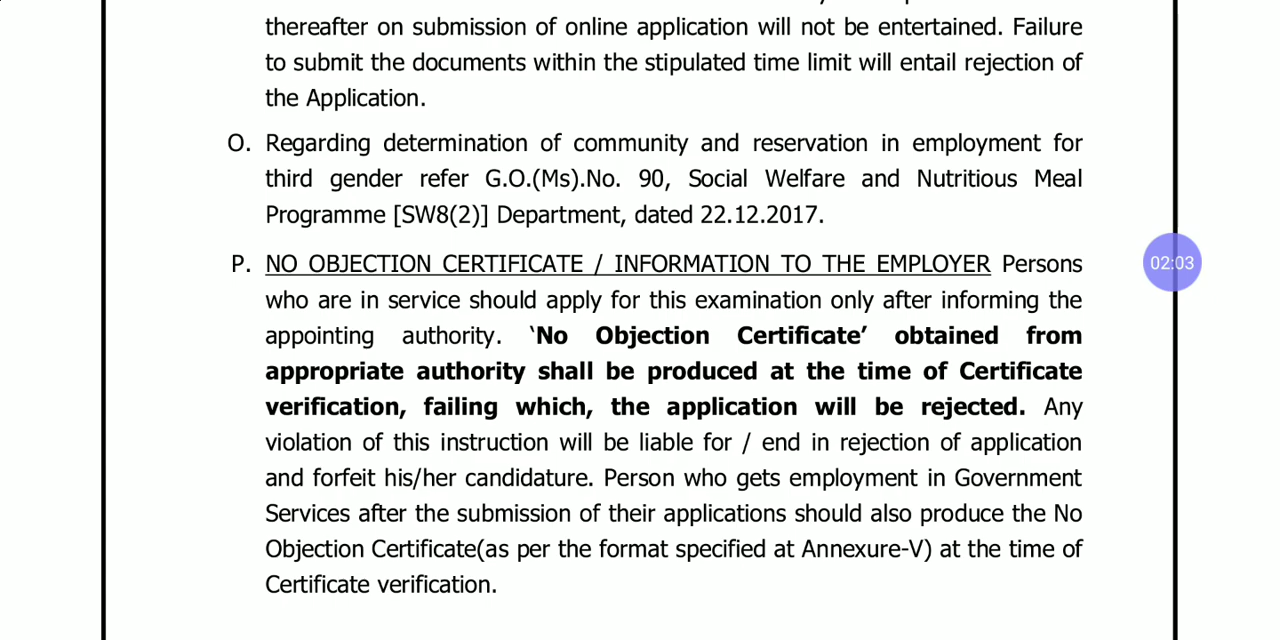 thereafter on submission of online application will not be entertained. Failure
to submit the documents within the stipulated time limit will entail rejection of
the Application.
O. Regarding determination of community and reservation in employment for
third gender refer G.O.(Ms).No. 90, Social Welfare and Nutritious Meal
Programme [SW8(2)] Department, dated 22.12.2017.
P. NO OBJECTION CERTIFICATE / INFORMATION TO THE EMPLOYER Persons
who are in service should apply for this examination only after informing the
appointing authority. ‘No Objection Certificate’ obtained from
appropriate authority shall be produced at the time of Certificate
verification, failing which, the application will be rejected. Any
violation of this instruction will be liable for / end in rejection of application
and forfeit his/her candidature. Person who gets employment in Government
Services after the submission of their applications should also produce the No
Objection Certificate(as per the format specified at Annexure-V) at the time of
Certificate verification.
02:03